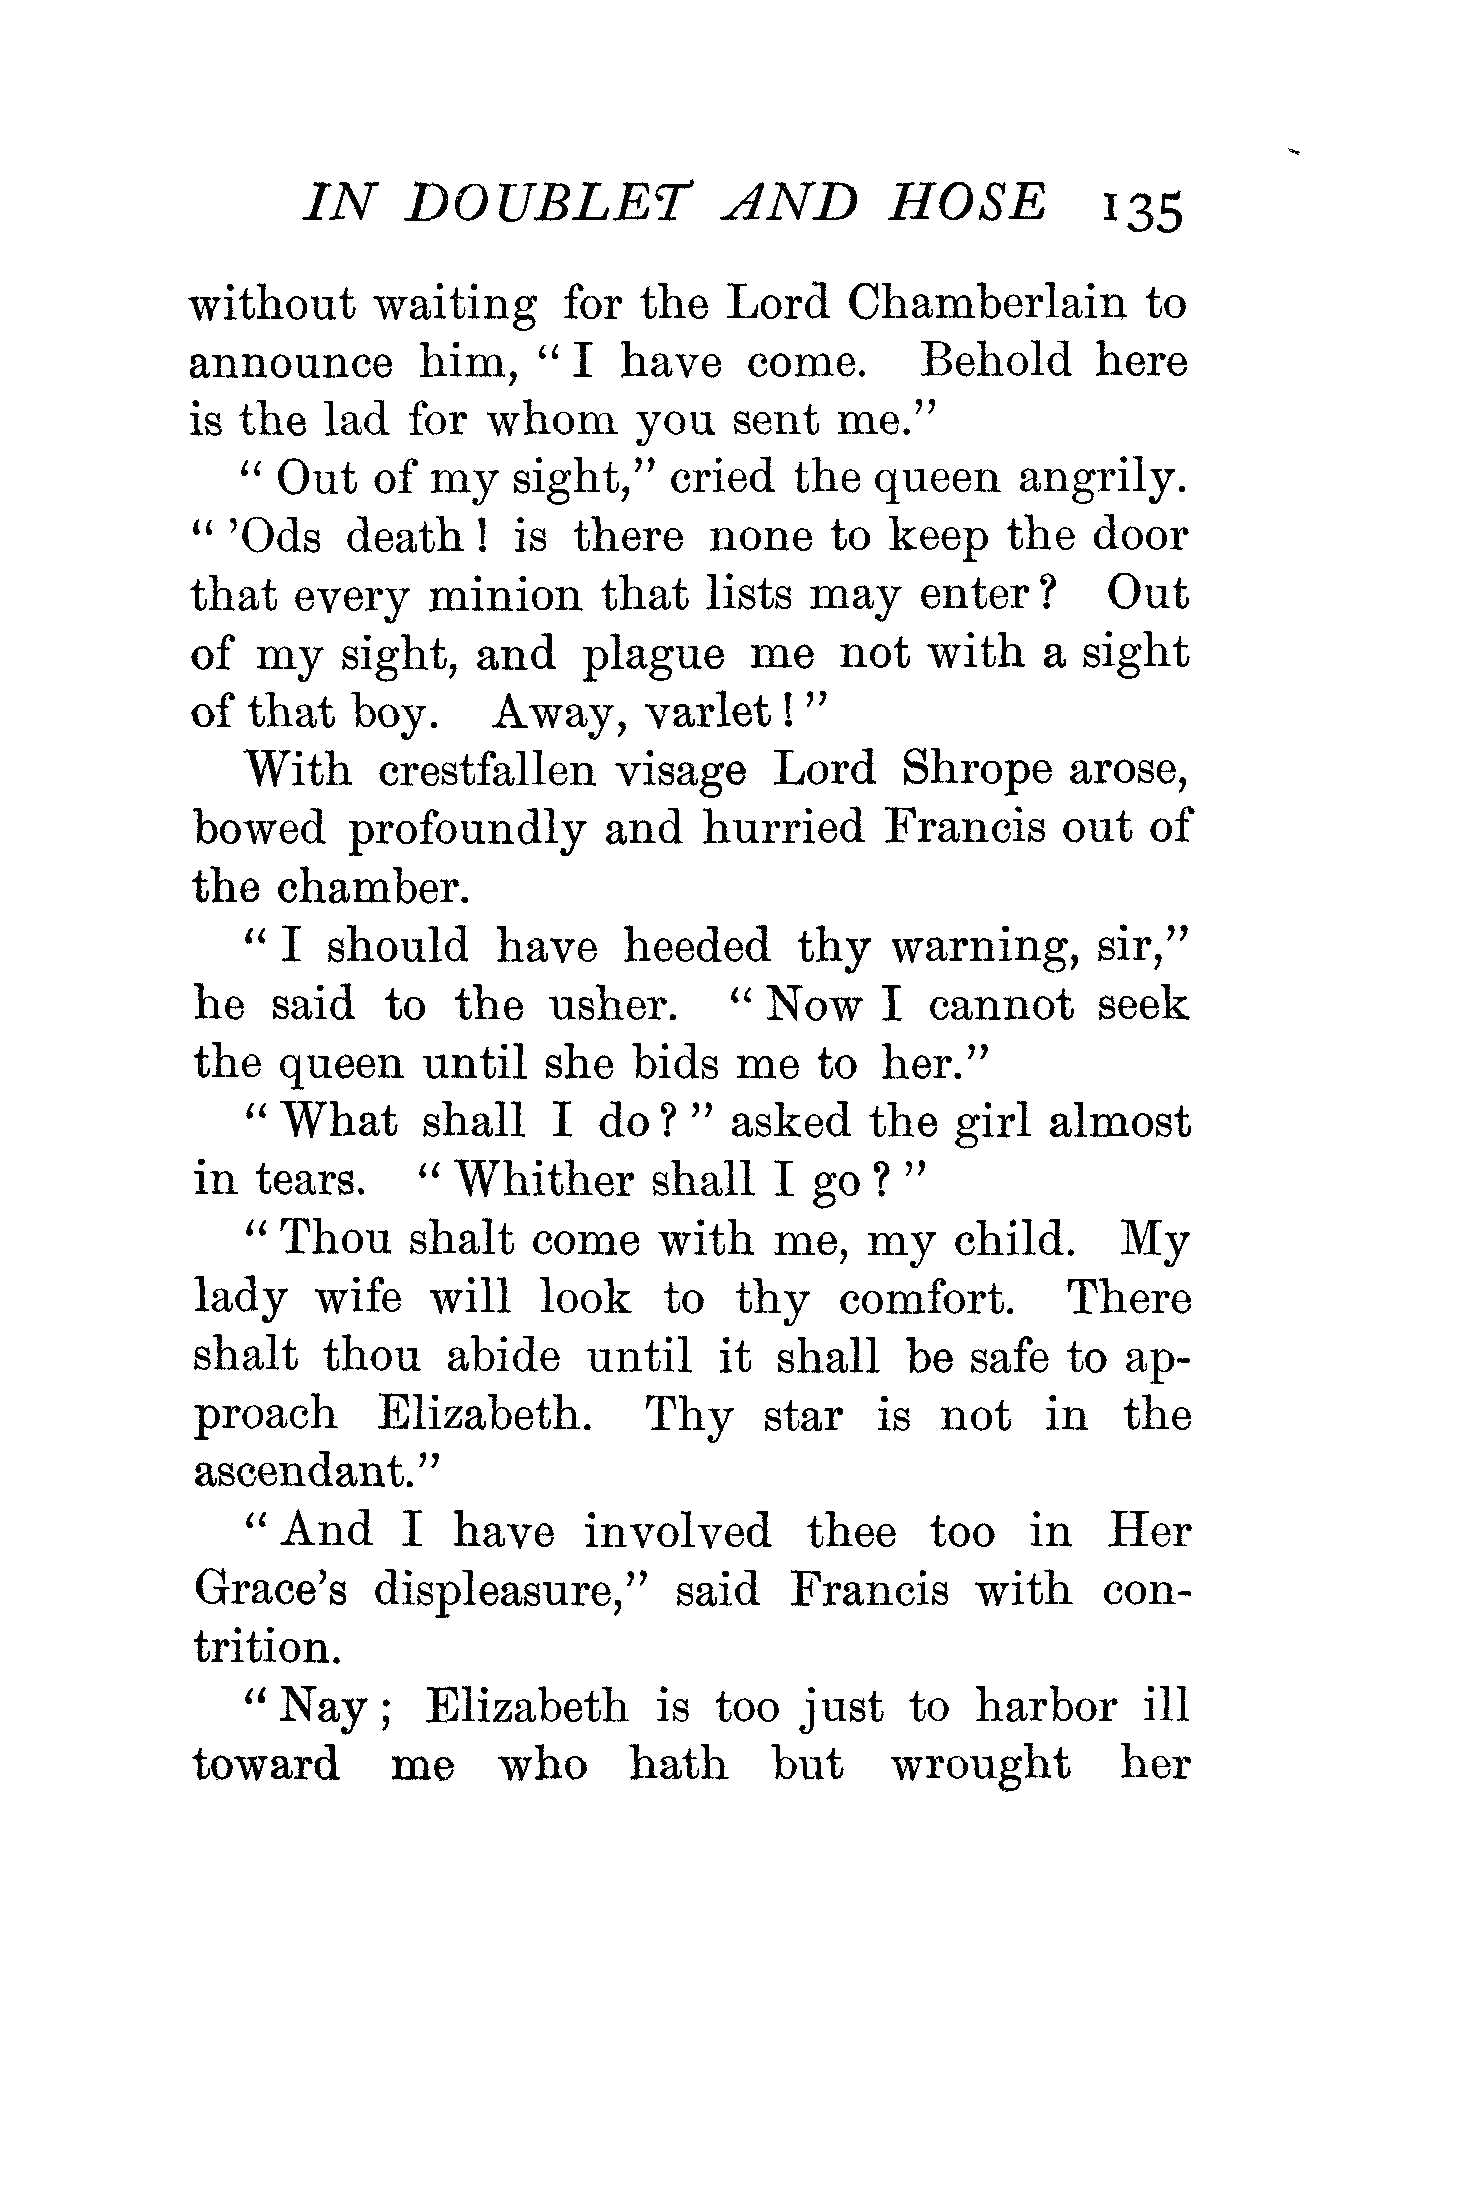 IN DOUBLET AND HOSE 135
without waiting for the Lord Chamberlain to
announce him, “ I have come. Behold here
is the lad for whom you sent me.”
“ Out of my sight,” cried the queen angrily.
“ ’Ods death ! is there none to keep the door
that every minion that lists may enter ? Out
of my sight, and plague me not with a sight
of that boy. Away, varlet ! ”
With crestfallen visage Lord Shrope arose,
bowed profoundly and hurried Francis out of
the chamber.
“ I should have heeded thy warning, sir,”
he said to the usher. “ Now I cannot seek
the queen until she bids me to her.”
“ What shall I do ? ” asked the girl almost
in tears. “ Whither shall I go ? ”
“ Thou shalt come with me, my child. My
lady wife will look to thy comfort. There
shalt thou abide until it shall be safe to ap-
proach Elizabeth. Thy star is not in the
ascendant.”
“ And I have involved thee too in Her
Grace’s displeasure,” said Francis with con-
trition.
“ Nay ; Elizabeth is too just to harbor ill
toward me who hath but wrought her